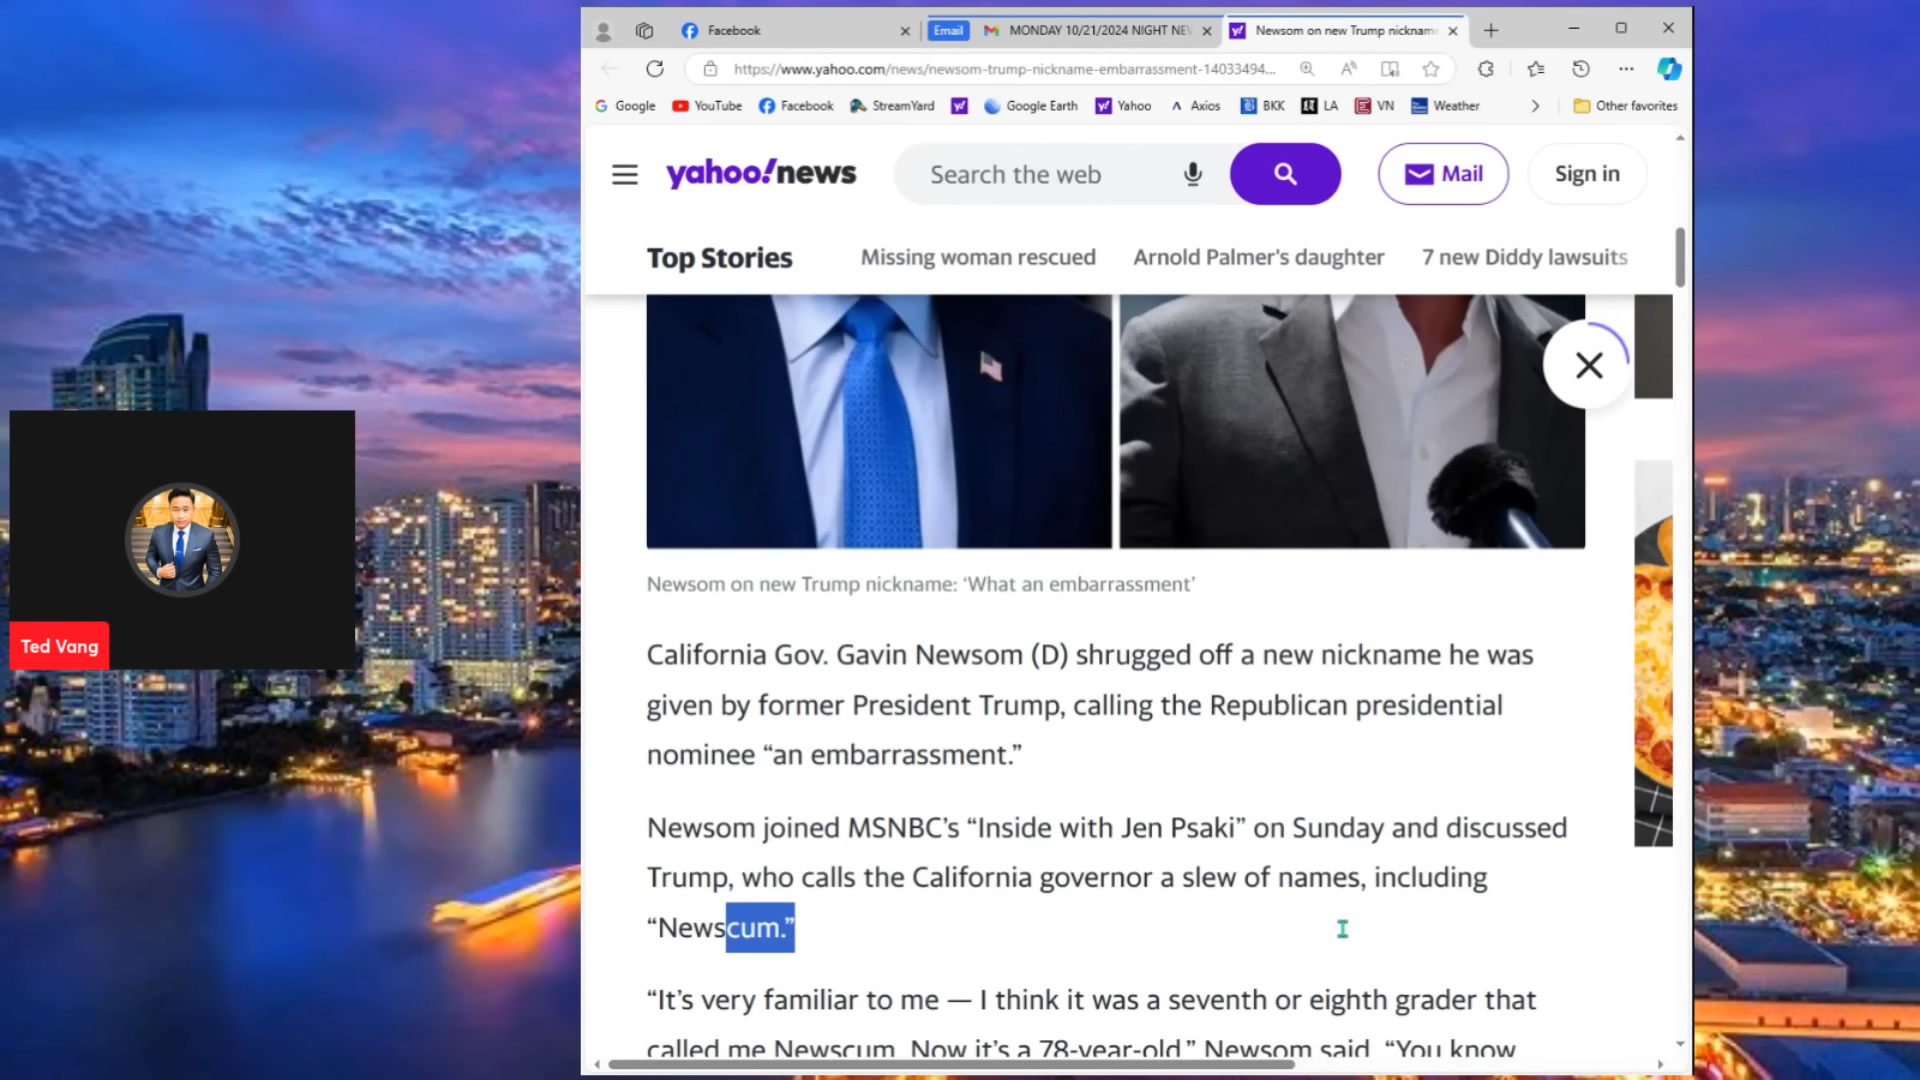 Facebook
Email
MONDAY 10/21/2024 NIGHT NEV
Newsom on new Trump nicknam
https://www.yahoo.com/news/newsom-trump-nickname-embarrassment-14033494...
Google
YouTube
Facebook
StreamYard
Google Earth
Yahoo
Axios
BKK
LA
VN
Weather
Other favorites
yahoo!news
Search the web
Mail
Sign in
Top Stories
Missing woman rescued
Arnold Palmer's daughter
7 new Diddy lawsuits
Ted Vang
Newsom on new Trump nickname: ‘What an embarrassment’
California Gov. Gavin Newsom (D) shrugged off a new nickname he was
given by former President Trump, calling the Republican presidential
nominee “an embarrassment.”
Newsom joined MSNBC’s “Inside with Jen Psaki” on Sunday and discussed
Trump, who calls the California governor a slew of names, including
“Newscum.”
“It’s very familiar to me — I think it was a seventh or eighth grader that
called me Newscum. Now it’s a 78-year-old,” Newsom said. “You know